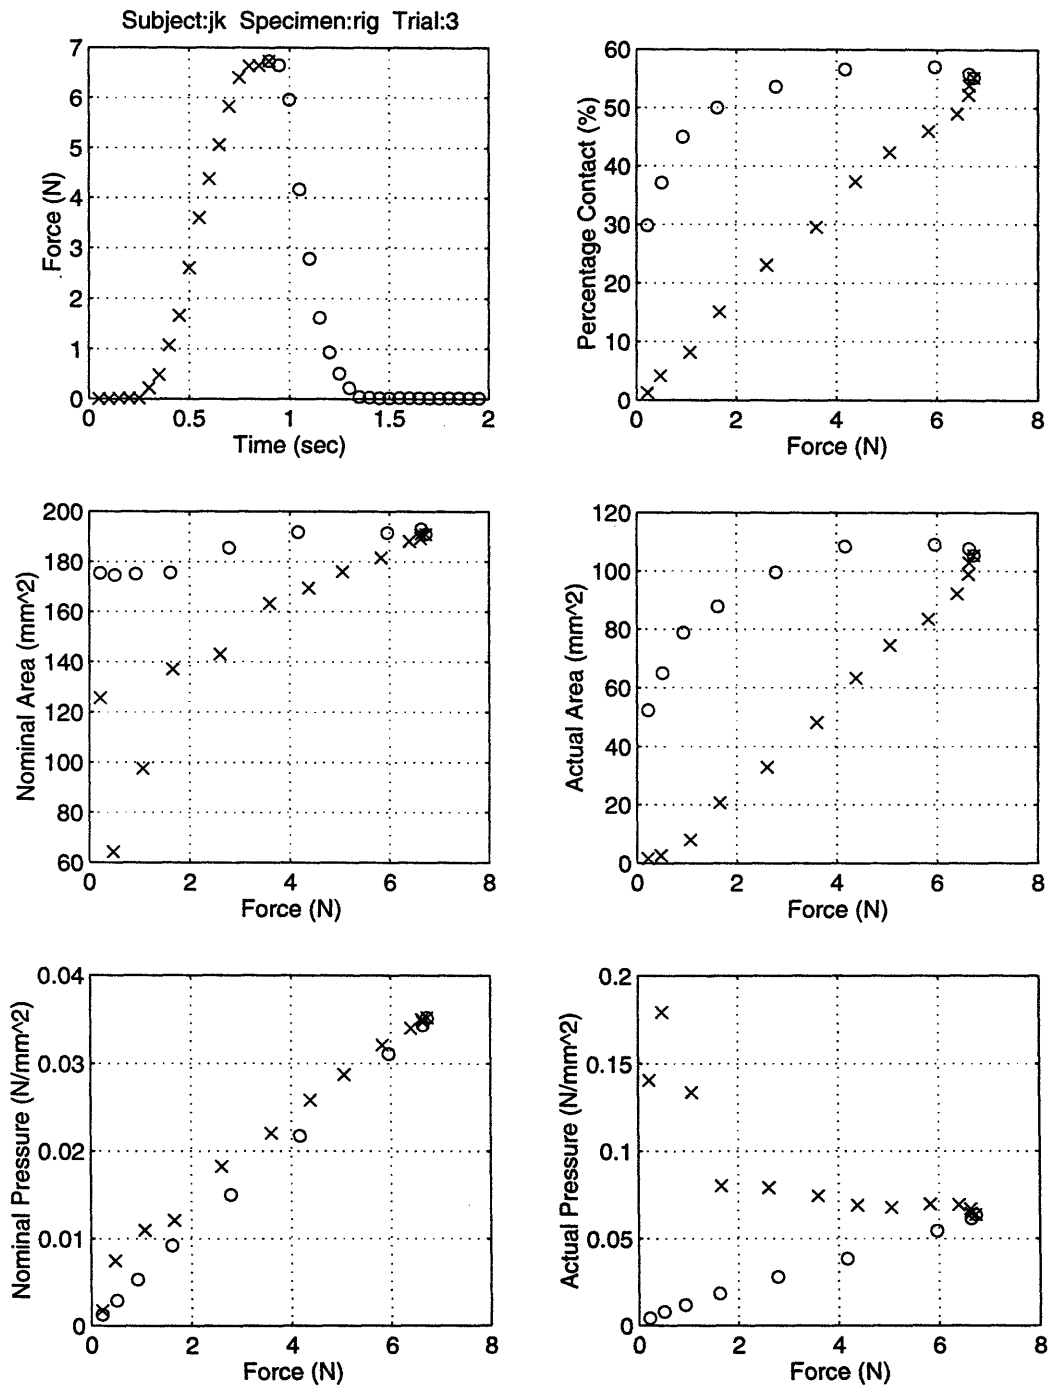 Subject:jk Specimen:rig Trial:3
7
6
5
4
3
2
1
0
Force (N)
0 0.5 1 1.5 2
Time (sec)
60
50
40
30
20
10
0
Percentage Contact (%)
0 2 4 6 8
Force (N)
200
180
160
140
120
100
80
60
Nominal Area (mm^2)
0 2 4 6 8
Force (N)
120
100
80
60
40
20
0
Actual Area (mm^2)
0 2 4 6 8
Force (N)
0.04
0.03
0.02
0.01
0
Nominal Pressure (N/mm^2)
0 2 4 6 8
Force (N)
0.2
0.15
0.1
0.05
0
Actual Pressure (N/mm^2)
0 2 4 6 8
Force (N)